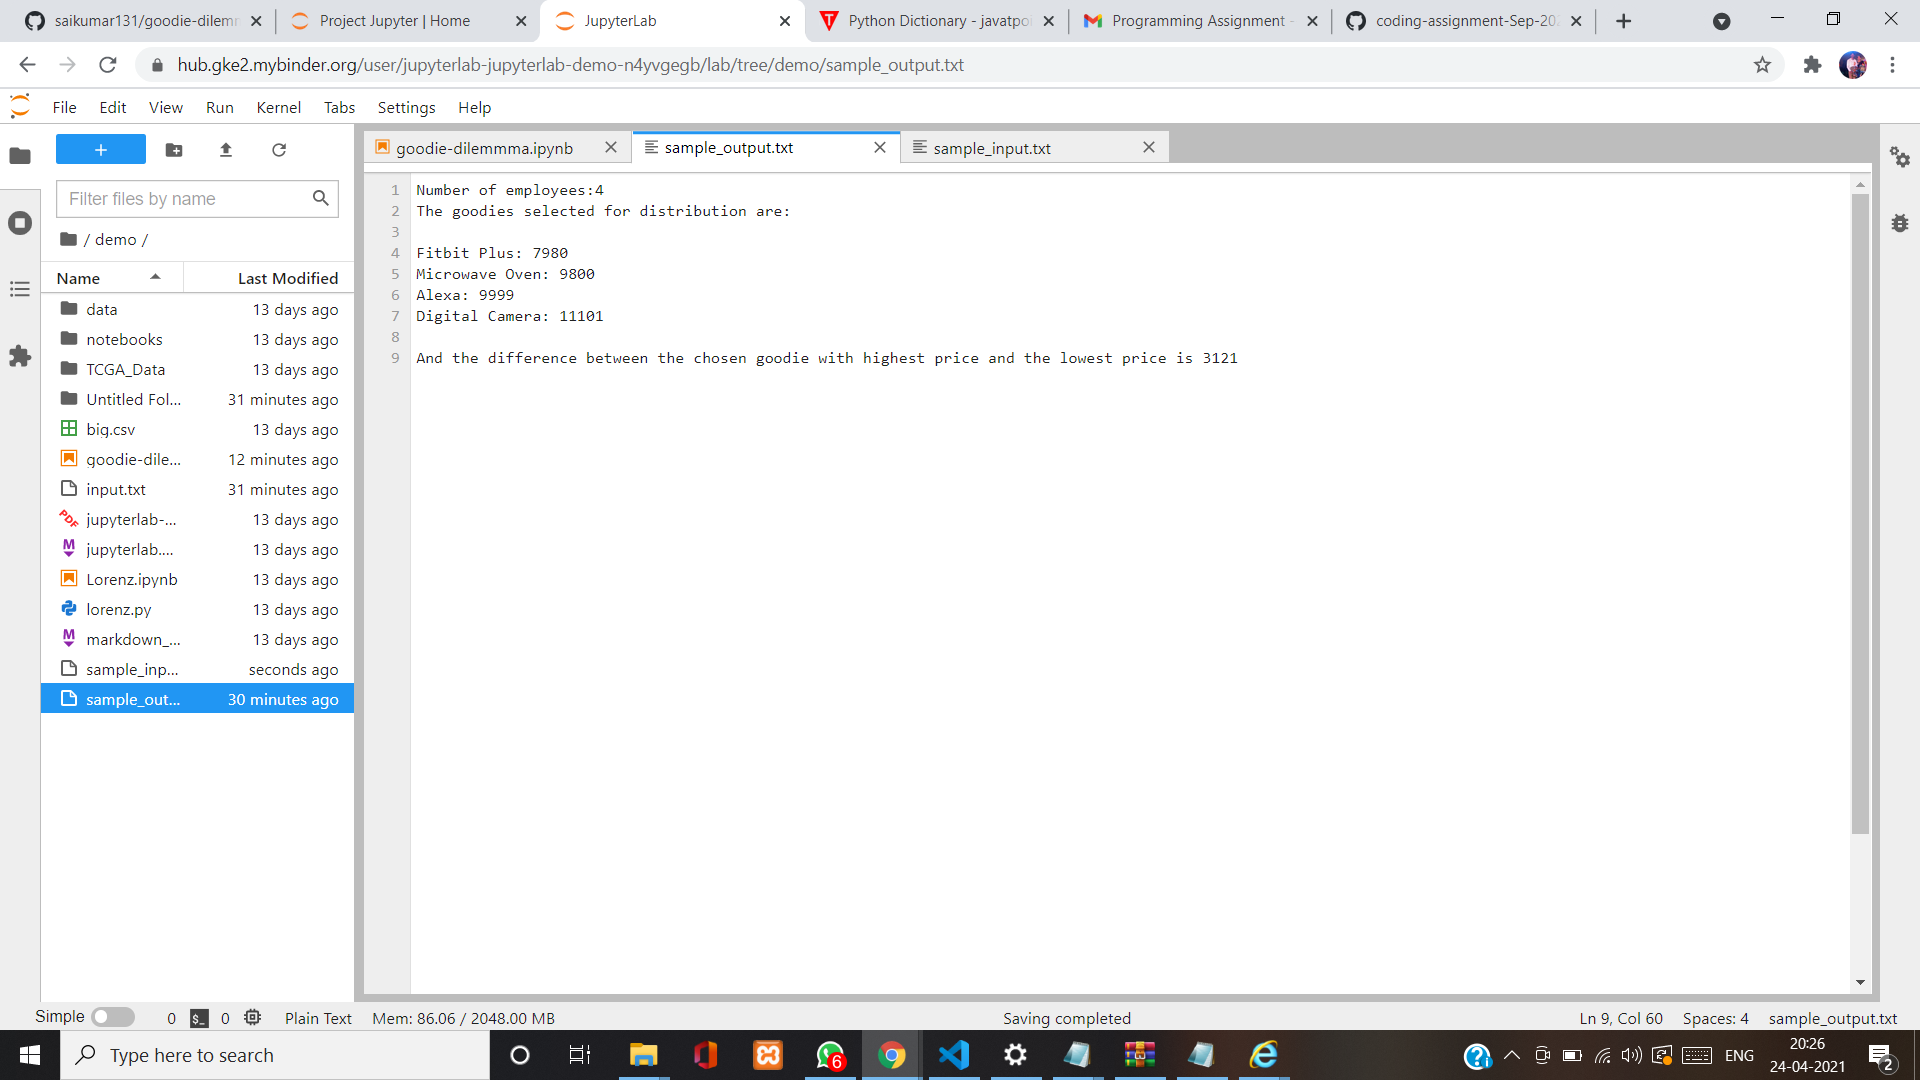 saikumar131/goodie-dilemm
Project Jupyter | Home
JupyterLab
Python Dictionary - javatpoi
Programming Assignment -
coding-assignment-Sep-202
hub.gke2.mybinder.org/user/jupyterlab-jupyterlab-demo-n4yvgegb/lab/tree/demo/sample_output.txt
File Edit View Run Kernel Tabs Settings Help
goodie-dilemmma.ipynb
sample_output.txt
sample_input.txt
Filter files by name
/ demo /
Name Last Modified
data 13 days ago
notebooks 13 days ago
TCGA_Data 13 days ago
Untitled Fol... 31 minutes ago
big.csv 13 days ago
goodie-dile... 12 minutes ago
input.txt 31 minutes ago
jupyterlab-... 13 days ago
jupyterlab.... 13 days ago
Lorenz.ipynb 13 days ago
lorenz.py 13 days ago
markdown_... 13 days ago
sample_inp... seconds ago
sample_out... 30 minutes ago
1 Number of employees:4
2 The goodies selected for distribution are:
3
4 Fitbit Plus: 7980
5 Microwave Oven: 9800
6 Alexa: 9999
7 Digital Camera: 11101
8
9 And the difference between the chosen goodie with highest price and the lowest price is 3121
Simple 0 $_ 0 Plain Text Mem: 86.06 / 2048.00 MB Saving completed Ln 9, Col 60 Spaces: 4 sample_output.txt
Type here to search
6
ENG
20:26
24-04-2021
2